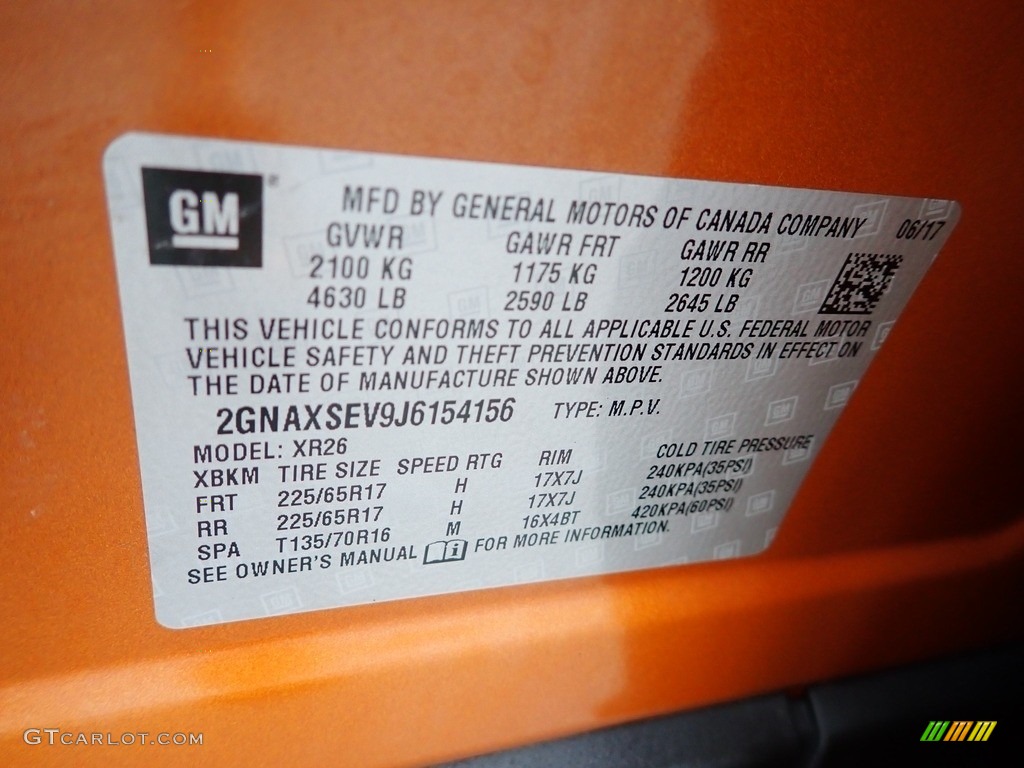 GM
MFD BY GENERAL MOTORS OF CANADA COMPANY 06/17
GVWR GAWR FRT GAWR RR
2100 KG 1175 KG 1200 KG
4630 LB 2590 LB 2645 LB
THIS VEHICLE CONFORMS TO ALL APPLICABLE U.S. FEDERAL MOTOR
VEHICLE SAFETY AND THEFT PREVENTION STANDARDS IN EFFECT ON
THE DATE OF MANUFACTURE SHOWN ABOVE.
2GNAXSEV9J6154156 TYPE: M.P.V.
MODEL: XR26
XBKM TIRE SIZE SPEED RTG RIM COLD TIRE PRESSURE
FRT 225/65R17 H 17X7J 240KPA(35PSI)
RR 225/65R17 H 17X7J 240KPA(35PSI)
SPA T135/70R16 M 16X4BT 420KPA(60PSI)
SEE OWNER'S MANUAL FOR MORE INFORMATION.
GTCARLOT.COM